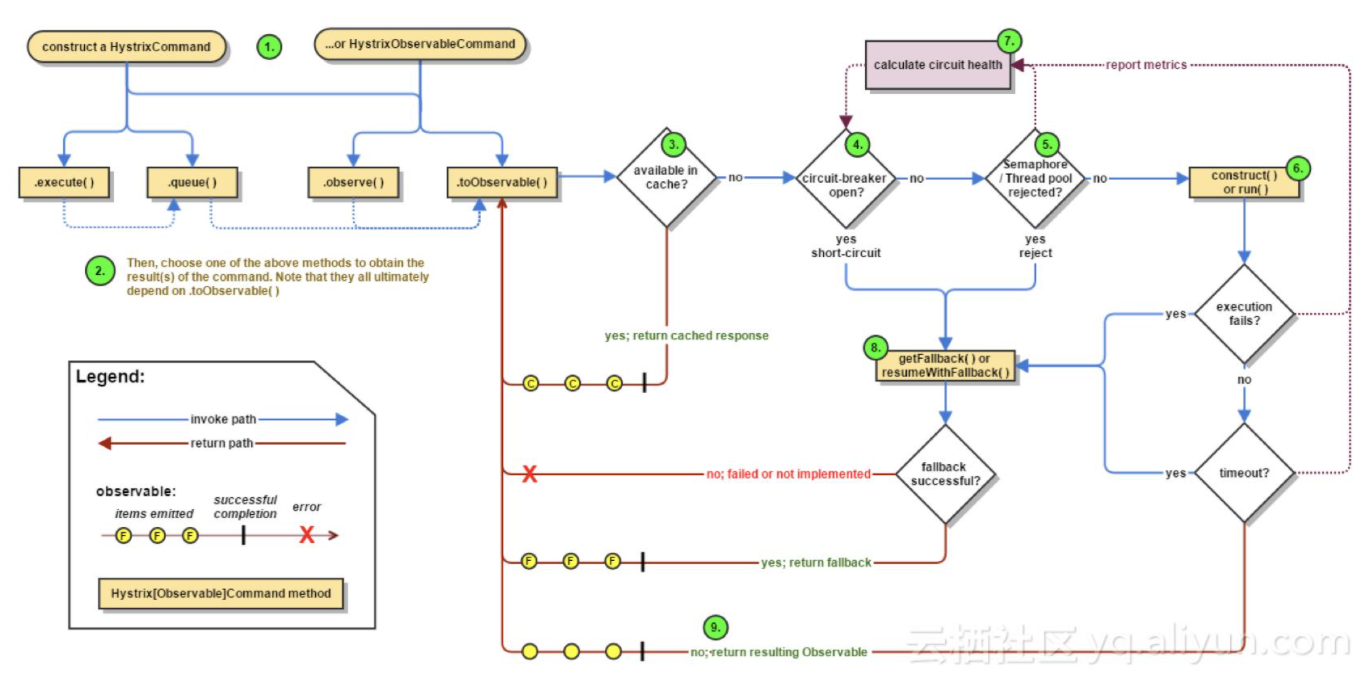 construct a HystrixCommand
1.
...or HystrixObservableCommand
7.
calculate circuit health
report metrics
3.
available in
cache?
no
4.
circuit-breaker
open?
no
5.
Semaphore
/ Thread pool
rejected?
no
6.
construct( )
or run( )
.execute( )
.queue( )
.observe( )
.toObservable( )
yes
short-circuit
yes
reject
2.
Then, choose one of the above methods to obtain the
result(s) of the command. Note that they all ultimately
depend on .toObservable( )
yes; return cached response
C
C
C
execution
fails?
yes
no
8.
getFallback( ) or
resumeWithFallback( )
Legend:
invoke path
return path
observable:
items emitted
successful
completion
error
F
F
F
X
Hystrix[Observable]Command method
X
no; failed or not implemented
fallback
successful?
yes
timeout?
F
F
F
yes; return fallback
9.
no; return resulting Observable
云栖社区 yq.aliyun.com